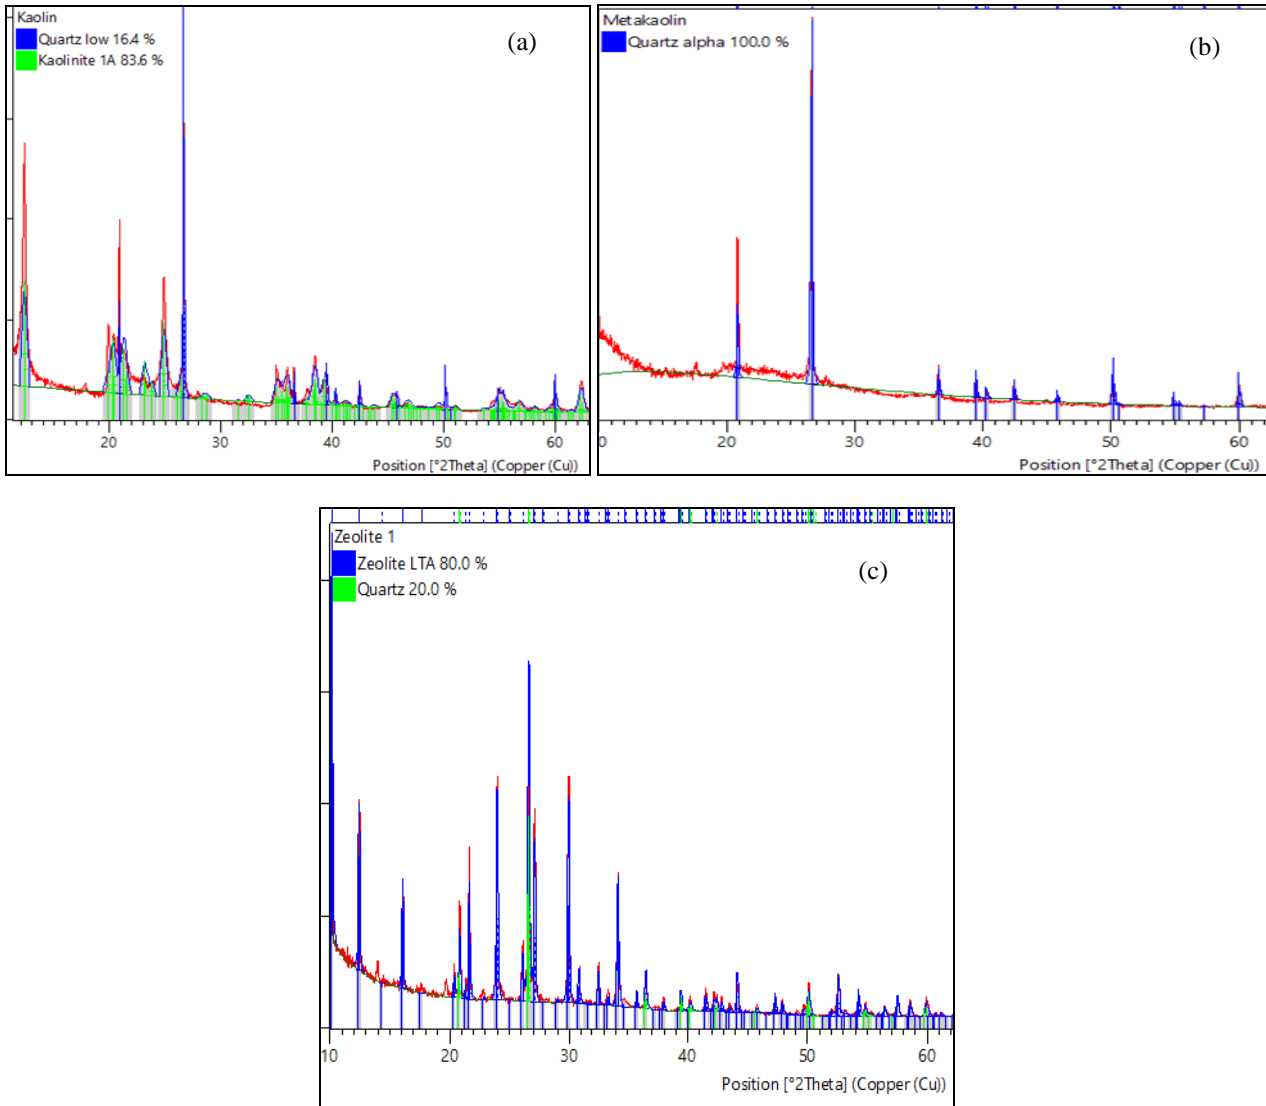 Kaolin
Quartz low 16.4 %
Kaolinite 1A 83.6 %
(a)
20 30 40 50 60
Position [°2Theta] (Copper (Cu))
Metakaolin
Quartz alpha 100.0 %
(b)
0 20 30 40 50 60
Position [°2Theta] (Copper (Cu))
Zeolite 1
Zeolite LTA 80.0 %
Quartz 20.0 %
(c)
10 20 30 40 50 60
Position [°2Theta] (Copper (Cu))